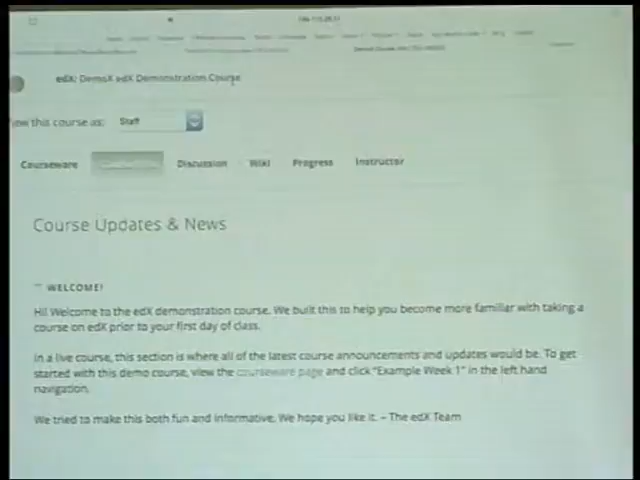 edX: DemoX edX Demonstration Course
view this course as: Staff
Courseware Discussion Wiki Progress Instructor
Course Updates & News
WELCOME!
Hi! Welcome to the edX demonstration course. We built this to help you become more familiar with taking a
course on edX prior to your first day of class.
In a live course, this section is where all of the latest course announcements and updates would be. To get
started with this demo course, view the courseware page and click "Example Week 1" in the left hand
navigation.
We tried to make this both fun and informative. We hope you like it. – The edX Team